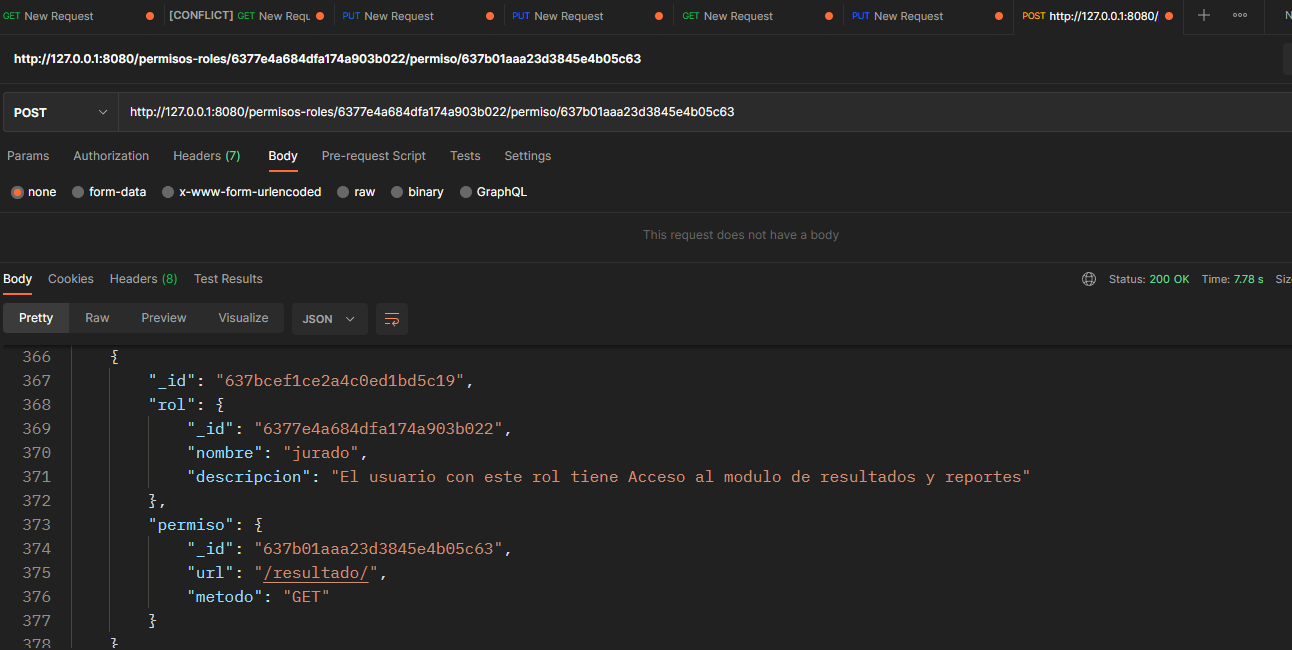 GET New Request [CONFLICT] GET New Requ PUT New Request PUT New Request GET New Request PUT New Request POST http://127.0.0.1:8080/
http://127.0.0.1:8080/permisos-roles/6377e4a684dfa174a903b022/permiso/637b01aaa23d3845e4b05c63
POST http://127.0.0.1:8080/permisos-roles/6377e4a684dfa174a903b022/permiso/637b01aaa23d3845e4b05c63
Params Authorization Headers (7) Body Pre-request Script Tests Settings
none form-data x-www-form-urlencoded raw binary GraphQL
This request does not have a body
Body Cookies Headers (8) Test Results Status: 200 OK Time: 7.78 s Siz
Pretty Raw Preview Visualize JSON
366 {
367 "_id": "637bcef1ce2a4c0ed1bd5c19",
368 "rol": {
369 "_id": "6377e4a684dfa174a903b022",
370 "nombre": "jurado",
371 "descripcion": "El usuario con este rol tiene Acceso al modulo de resultados y reportes"
372 },
373 "permiso": {
374 "_id": "637b01aaa23d3845e4b05c63",
375 "url": "/resultado/",
376 "metodo": "GET"
377 }
378 }